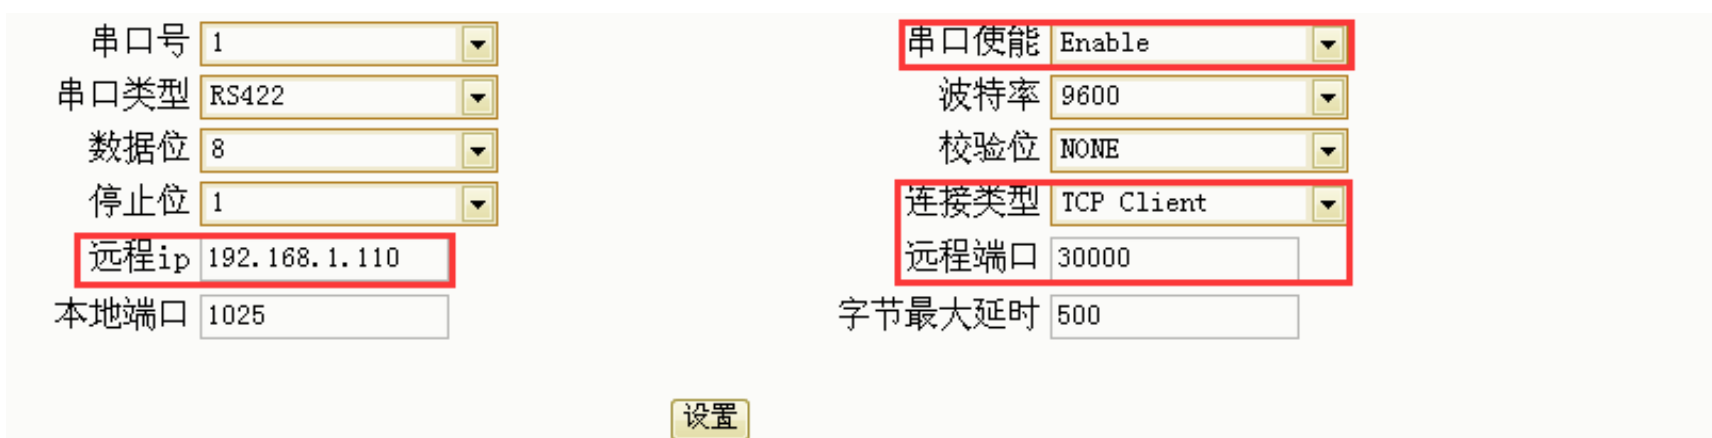 串口号 1 串口使能 Enable
串口类型 RS422 波特率 9600
数据位 8 校验位 NONE
停止位 1 连接类型 TCP Client
远程ip 192.168.1.110 远程端口 30000
本地端口 1025 字节最大延时 500
设置